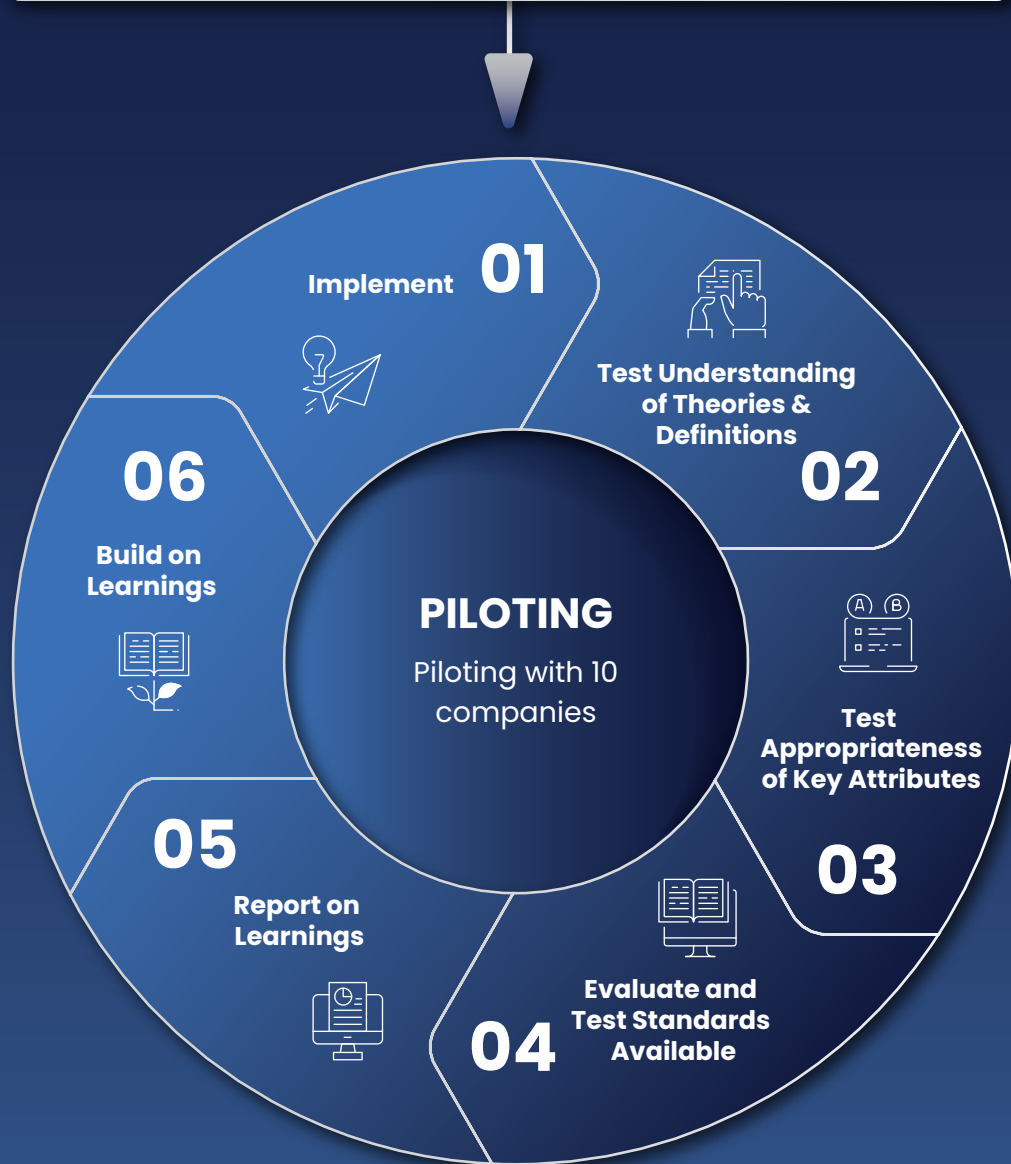 Implement
01
Test Understanding
of Theories &
Definitions
02
A B
Test
Appropriateness
of Key Attributes
03
Evaluate and
Test Standards
Available
04
Report on
Learnings
05
06
Build on
Learnings
PILOTING
Piloting with 10
companies